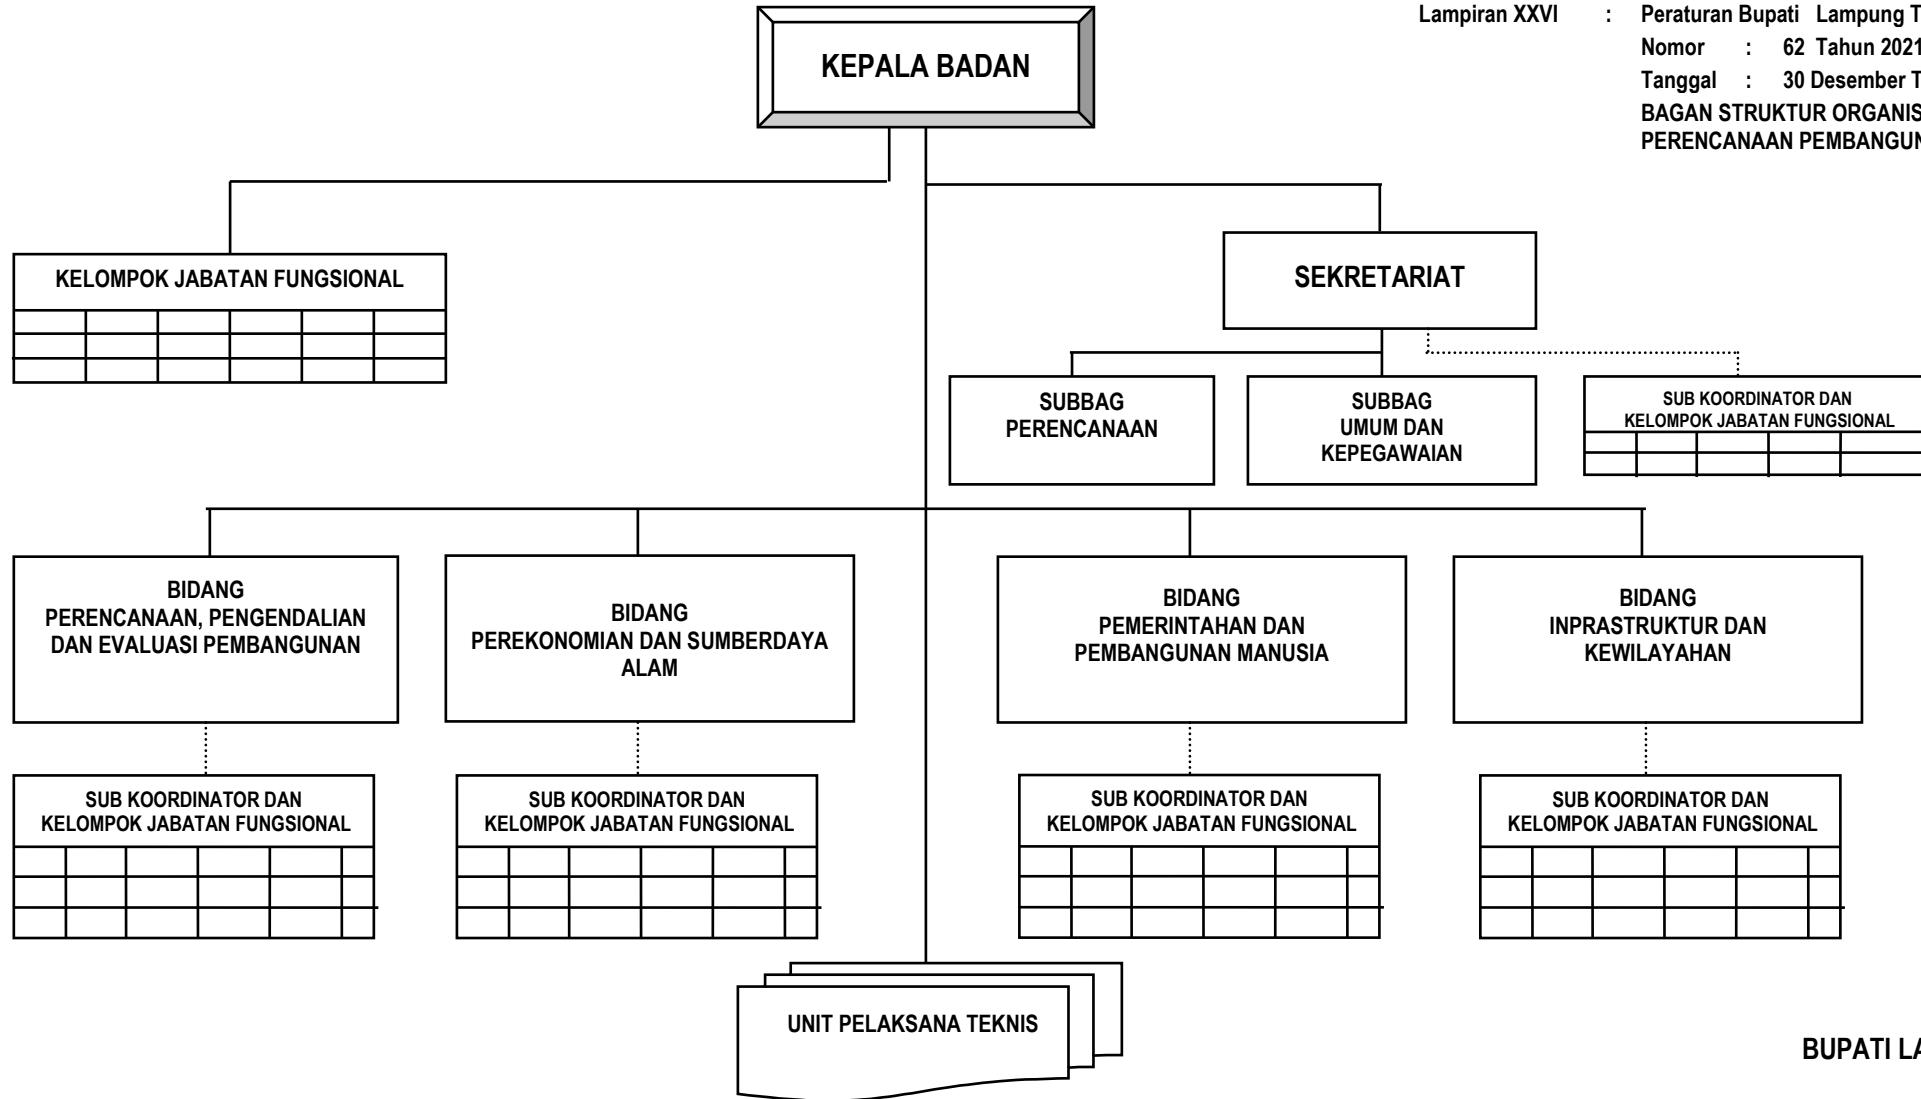 Lampiran XXVI : Peraturan Bupati Lampung T
Nomor : 62 Tahun 2021
Tanggal : 30 Desember T
BAGAN STRUKTUR ORGANIS
PERENCANAAN PEMBANGUN
KEPALA BADAN
KELOMPOK JABATAN FUNGSIONAL
SEKRETARIAT
SUBBAG
PERENCANAAN
SUBBAG
UMUM DAN
KEPEGAWAIAN
SUB KOORDINATOR DAN
KELOMPOK JABATAN FUNGSIONAL
BIDANG
PERENCANAAN, PENGENDALIAN
DAN EVALUASI PEMBANGUNAN
BIDANG
PEREKONOMIAN DAN SUMBERDAYA
ALAM
BIDANG
PEMERINTAHAN DAN
PEMBANGUNAN MANUSIA
BIDANG
INPRASTRUKTUR DAN
KEWILAYAHAN
SUB KOORDINATOR DAN
KELOMPOK JABATAN FUNGSIONAL
SUB KOORDINATOR DAN
KELOMPOK JABATAN FUNGSIONAL
SUB KOORDINATOR DAN
KELOMPOK JABATAN FUNGSIONAL
SUB KOORDINATOR DAN
KELOMPOK JABATAN FUNGSIONAL
UNIT PELAKSANA TEKNIS
BUPATI LA